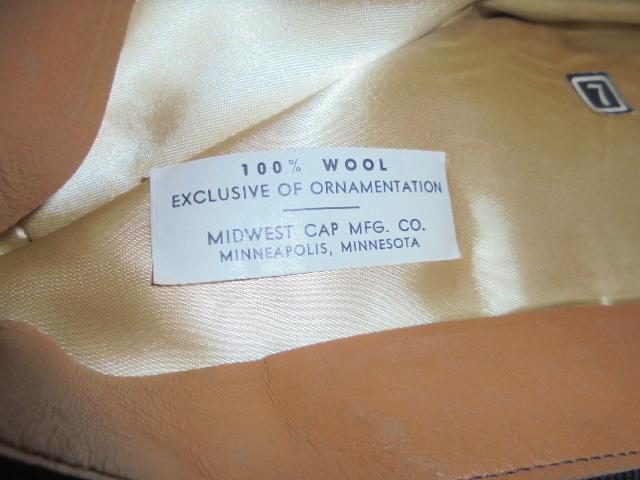 7
100% WOOL
EXCLUSIVE OF ORNAMENTATION
MIDWEST CAP MFG. CO.
MINNEAPOLIS, MINNESOTA